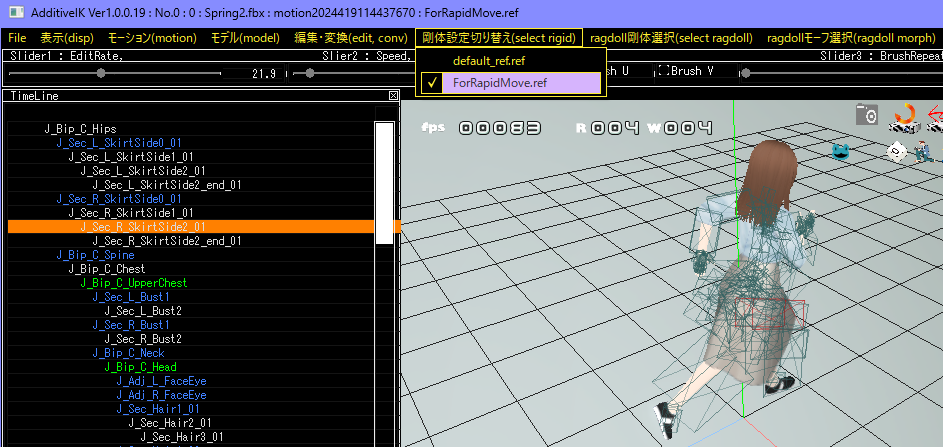 AdditiveIK Ver1.0.0.19 : No.0 : 0 : Spring2.fbx : motion2024419114437670 : ForRapidMove.ref
File 表示(disp) モーション(motion) モデル(model) 編集・変換(edit, conv) 剛体設定切り替え(select rigid) ragdoll剛体選択(select ragdoll) ragdollモーフ選択(ragdoll morph)
Slider1 : EditRate, Slier2 : Speed, Slider3 : BrushRepeat
default_ref.ref
21.9 Brush U Brush V
✓ ForRapidMove.ref
TimeLine
fps 00083 R004 W004
J_Bip_C_Hips
J_Sec_L_SkirtSide0_01
J_Sec_L_SkirtSide1_01
J_Sec_L_SkirtSide2_01
J_Sec_L_SkirtSide2_end_01
J_Sec_R_SkirtSide0_01
J_Sec_R_SkirtSide1_01
J_Sec_R_SkirtSide2_01
J_Sec_R_SkirtSide2_end_01
J_Bip_C_Spine
J_Bip_C_Chest
J_Bip_C_UpperChest
J_Sec_L_Bust1
J_Sec_L_Bust2
J_Sec_R_Bust1
J_Sec_R_Bust2
J_Bip_C_Neck
J_Bip_C_Head
J_Adj_L_FaceEye
J_Adj_R_FaceEye
J_Sec_Hair1_01
J_Sec_Hair2_01
J_Sec_Hair3_01